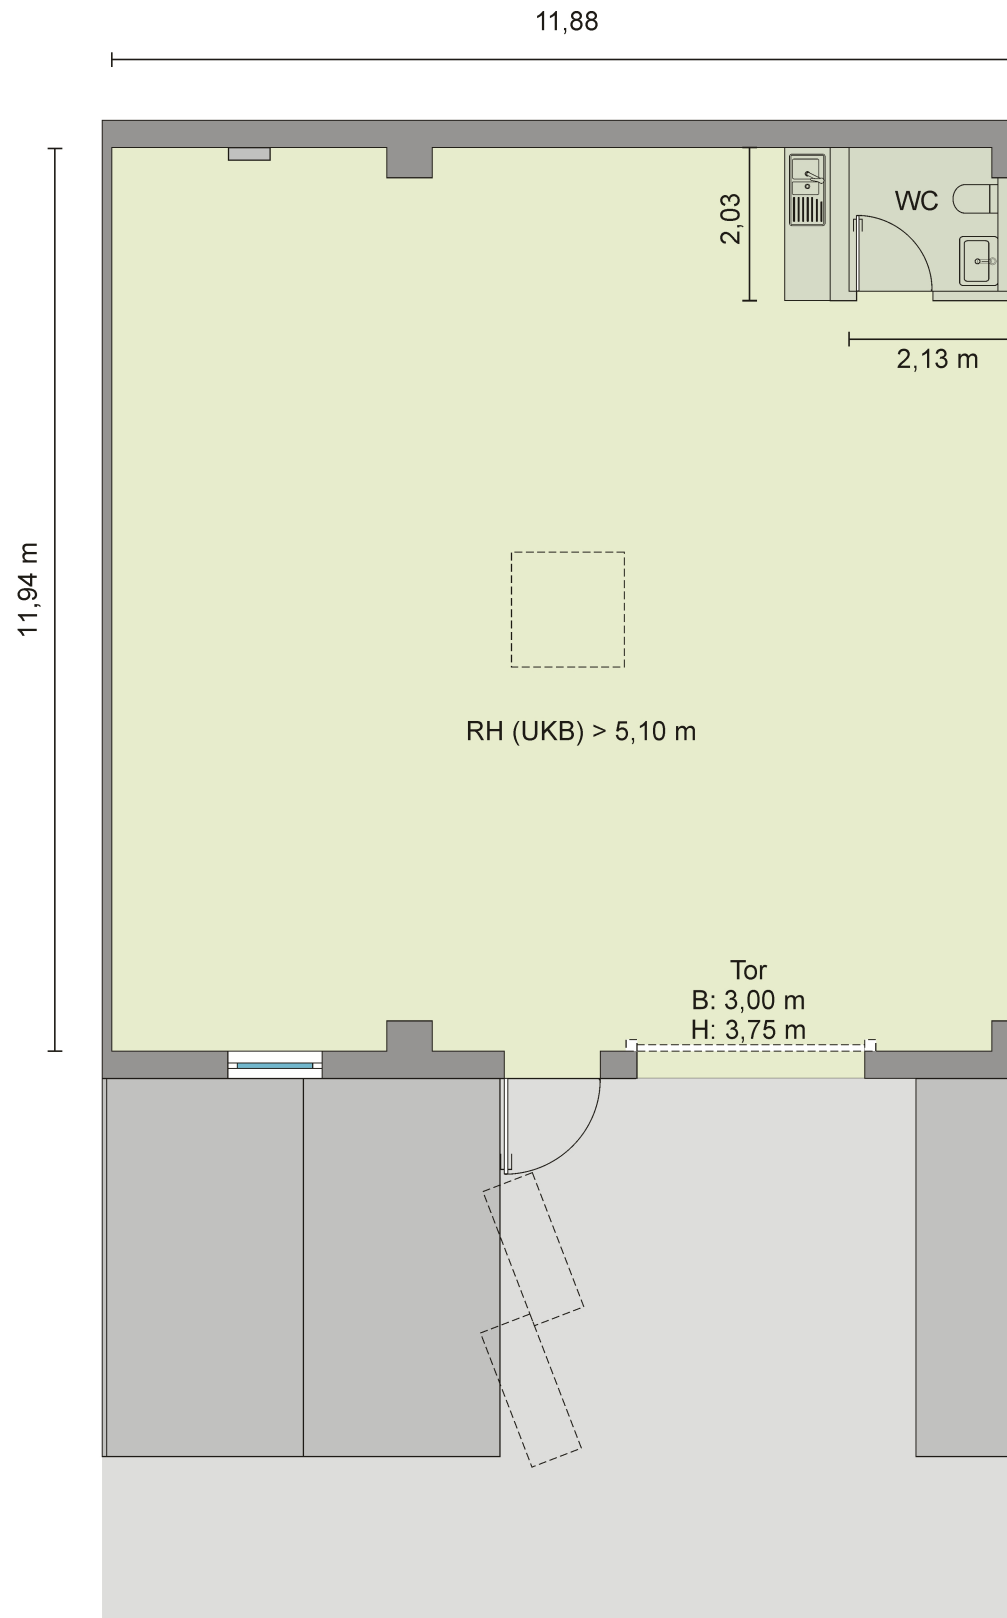 11,88
2,03
WC
2,13 m
11,94 m
RH (UKB) > 5,10 m
Tor
B: 3,00 m
H: 3,75 m